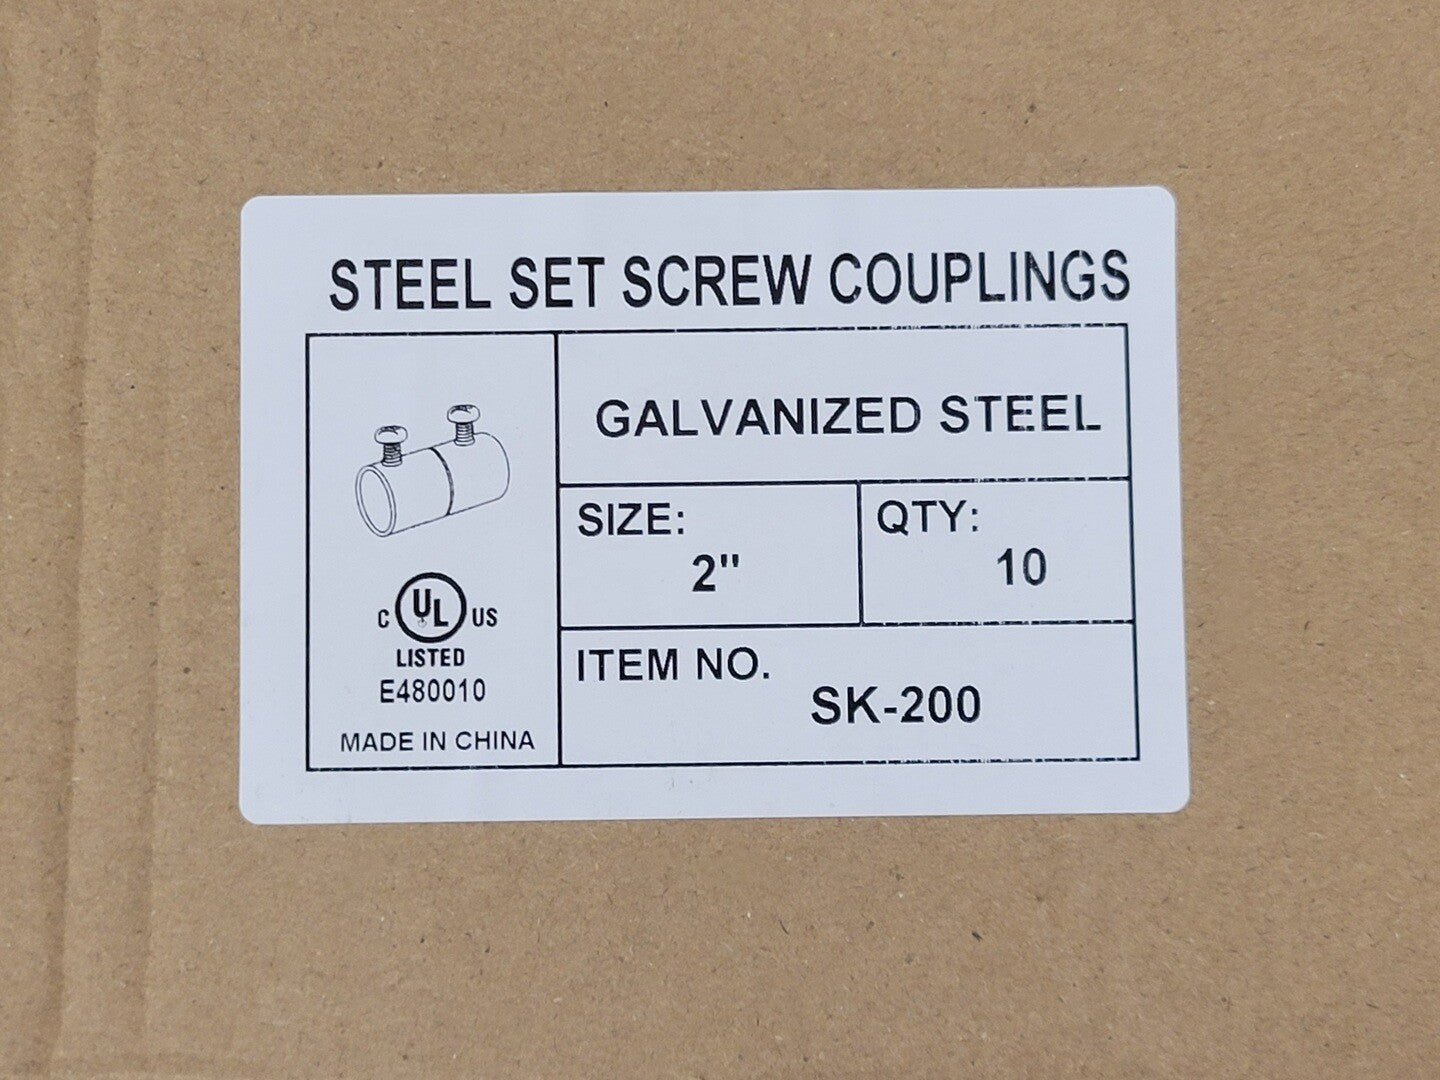 STEEL SET SCREW COUPLINGS
GALVANIZED STEEL
SIZE:
2"
QTY:
10
C UL US
LISTED
E480010
MADE IN CHINA
ITEM NO.
SK-200